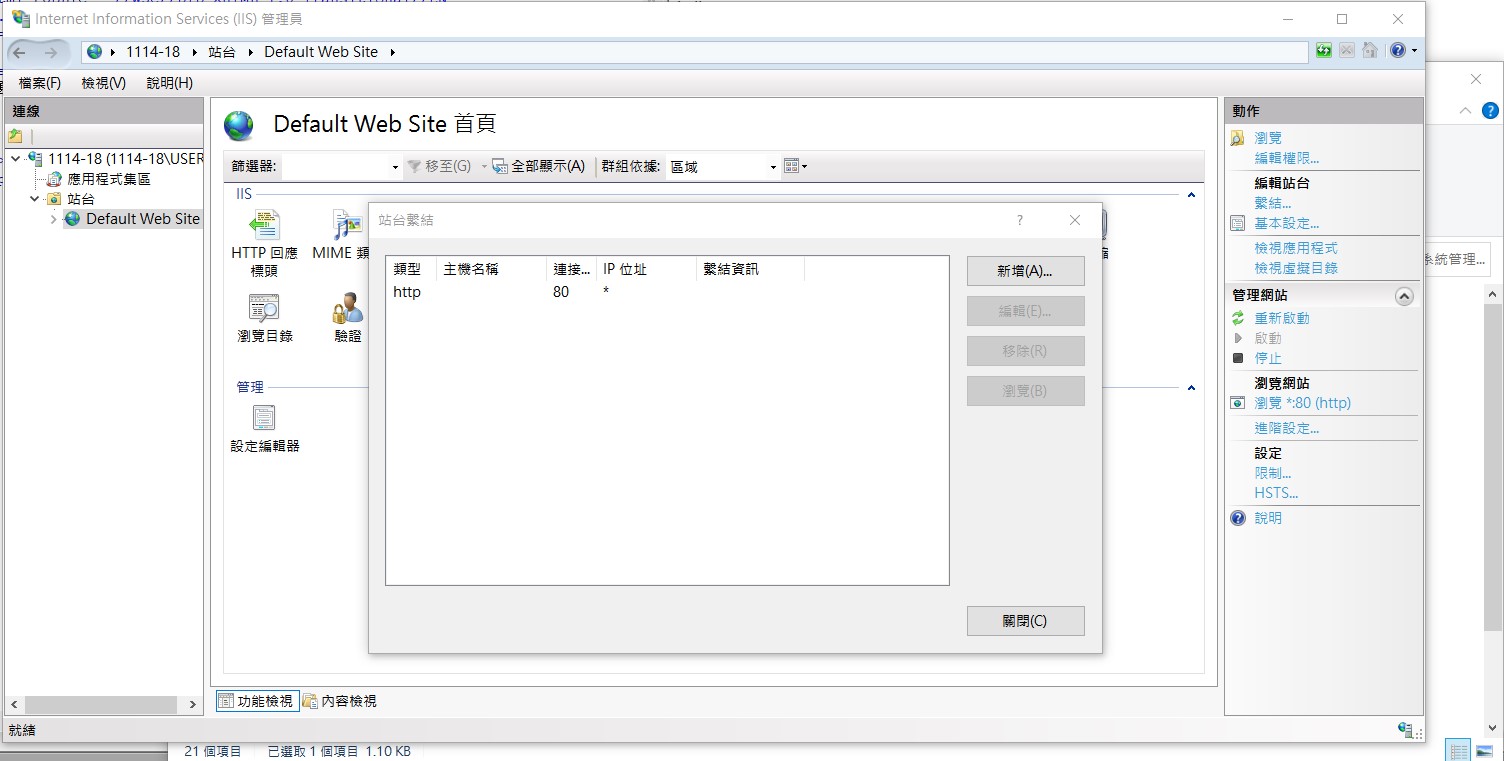 Internet Information Services (IIS) 管理員
1114-18 站台 Default Web Site
檔案(F) 檢視(V) 說明(H)
連線
1114-18 (1114-18\USER
應用程式集區
站台
Default Web Site
Default Web Site 首頁
篩選器: 移至(G) 全部顯示(A) 群組依據: 區域
IIS
HTTP 回應
標頭
MIME 類
瀏覽目錄
驗證
管理
設定編輯器
站台繫結 ?
類型 主機名稱 連接... IP 位址 繫結資訊
http 80 *
新增(A)...
編輯(E)...
移除(R)
瀏覽(B)
關閉(C)
動作
瀏覽
編輯權限...
編輯站台
繫結...
基本設定...
檢視應用程式
檢視虛擬目錄
管理網站
重新啟動
啟動
停止
瀏覽網站
瀏覽 *:80 (http)
進階設定...
設定
限制...
HSTS...
說明
系統管理...
功能檢視 內容檢視
就緒
21 個項目 已選取 1 個項目 1.10 KB